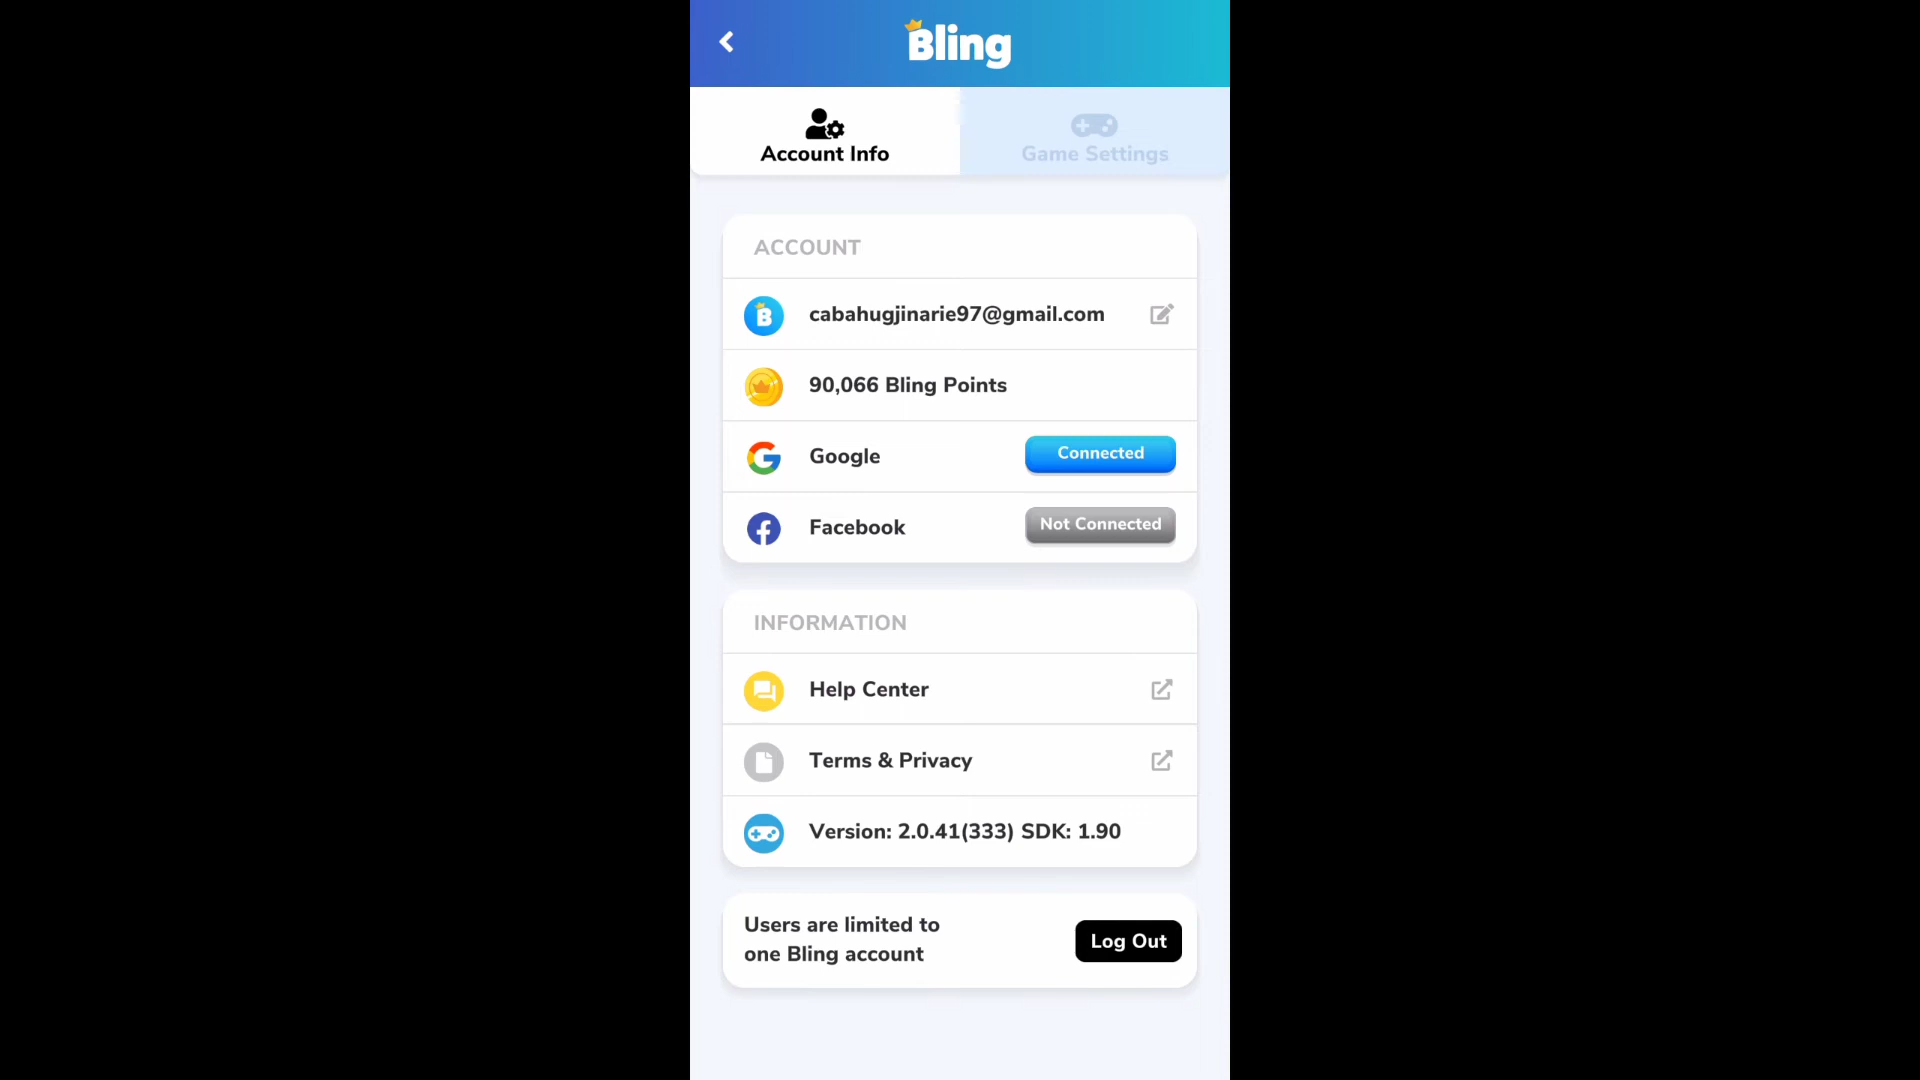 Bling
Account Info
Game Settings
ACCOUNT
cabahugjinarie97@gmail.com
90,066 Bling Points
Google
Connected
Facebook
Not Connected
INFORMATION
Help Center
Terms & Privacy
Version: 2.0.41(333) SDK: 1.90
Users are limited to
one Bling account
Log Out